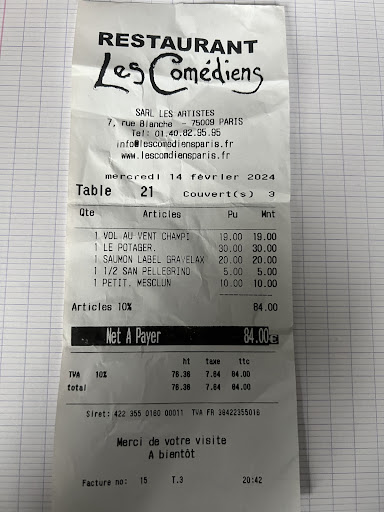 RESTAURANT
Les Comédiens
SARL LES ARTISTES
7, rue Blanche - 75009 PARIS
Tel: 01.40.82.95.95
info@lescomediensparis.fr
www.lescomdiensparis.fr
mercredi 14 février 2024
Table 21 Couvert(s) 3
Qte Articles Pu Mnt
1 VOL AU VENT CHAMPI 19.00 19.00
1 LE POTAGER. 30.00 30.00
1 SAUMON LABEL GRAVELAX 20.00 20.00
1 1/2 SAN PELLEGRINO 5.00 5.00
1 PETIT. MESCLUN 10.00 10.00
Articles 10% 84.00
Net A Payer 84.00€
ht taxe ttc
TVA 10% 76.36 7.64 84.00
total 76.36 7.64 84.00
Siret: 422 355 0160 00011 TVA FR 38422355016
Merci de votre visite
A bientôt
Facture no: 15 T.3 20:42